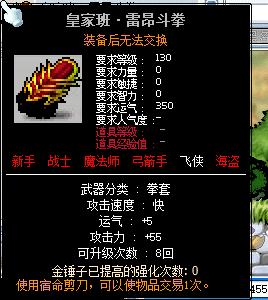 皇家班·雷昂斗拳
装备后无法交换
要求等级： 130
要求力量： 0
要求敏捷： 0
要求智力： 0
要求运气： 350
要求人气度： -
道具等级： -
道具经验值： -
新手 战士 魔法师 弓箭手 飞侠 海盗
武器分类 : 拳套
攻击速度 : 快
运气 : +5
攻击力 : +55
可升级次数 : 8回
金锤子已提高的强化次数: 0
使用宿命剪刀，可以使物品交易1次。
455